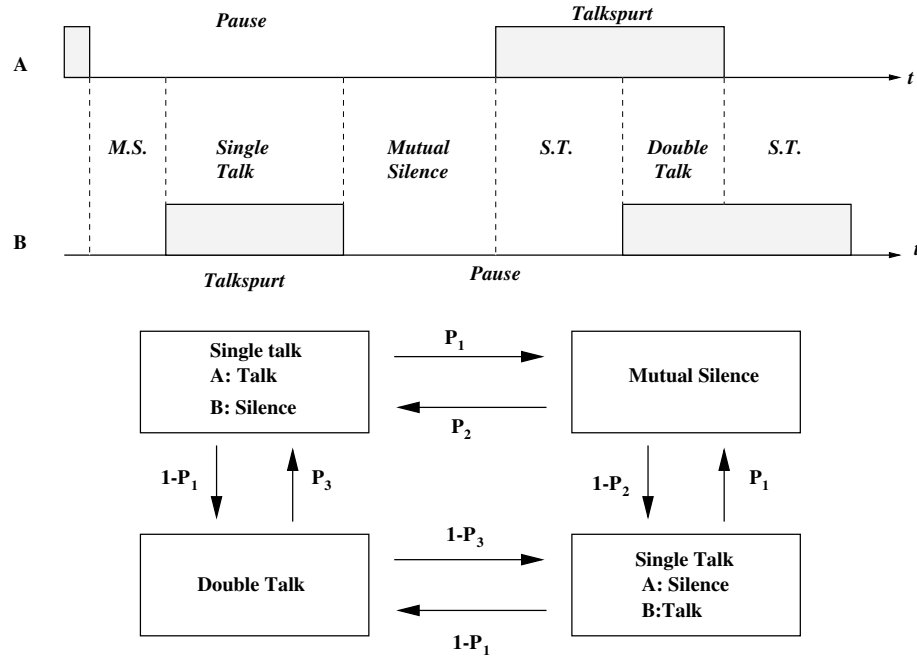 Pause
Talkspurt
A
t
M.S.
Single
Talk
Mutual
Silence
S.T.
Double
Talk
S.T.
B
t
Talkspurt
Pause
Single talk
A: Talk
B: Silence
P1
P2
Mutual Silence
1-P1
P3
1-P2
P1
Double Talk
1-P3
1-P1
Single Talk
A: Silence
B:Talk